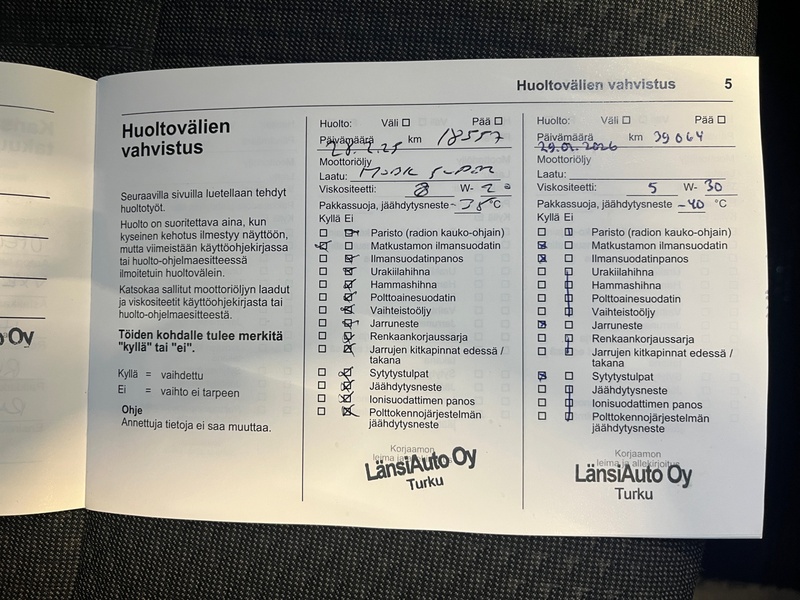 Huoltovälien vahvistus 5
Huoltovälien
vahvistus
Seuraavilla sivuilla luetellaan tehdyt
huoltotyöt.
Huolto on suoritettava aina, kun
kyseinen kehotus ilmestyy näyttöön,
mutta viimeistään käyttöohjekirjassa
tai huolto-ohjelmaesitteessä
ilmoitetuin huoltovälein.
Katsokaa sallitut moottoriöljyn laadut
ja viskositeetit käyttöohjekirjasta tai
huolto-ohjelmaesitteestä.
Töiden kohdalle tulee merkitä
"kyllä" tai "ei".
Kyllä = vaihdettu
Ei = vaihto ei tarpeen
Ohje
Annettuja tietoja ei saa muuttaa.
Huolto: Väli ☐ Pää ☐
Päivämäärä km 18557
28.2.25
Moottoriöljy
Laatu:
Viskositeetti: W-
Pakkassuoja, jäähdytysneste °C
Kyllä Ei
Paristo (radion kauko-ohjain)
Matkustamon ilmansuodatin
Ilmansuodatinpanos
Urakiilahihna
Hammashihna
Polttoainesuodatin
Vaihteistoöljy
Jarruneste
Renkaankorjaussarja
Jarrujen kitkapinnat edessä /
takana
Sytytystulpat
Jäähdytysneste
Ionisuodattimen panos
Polttokennojärjestelmän
jäähdytysneste
Korjaamon
LänsiAuto Oy
Turku
Huolto: Väli ☐ Pää ☐
Päivämäärä km 39064
29.01.2026
Moottoriöljy
Laatu:
Viskositeetti: 5 W- 30
Pakkassuoja, jäähdytysneste -40 °C
Kyllä Ei
Paristo (radion kauko-ohjain)
Matkustamon ilmansuodatin
Ilmansuodatinpanos
Urakiilahihna
Hammashihna
Polttoainesuodatin
Vaihteistoöljy
Jarruneste
Renkaankorjaussarja
Jarrujen kitkapinnat edessä /
takana
Sytytystulpat
Jäähdytysneste
Ionisuodattimen panos
Polttokennojärjestelmän
jäähdytysneste
Korjaamon
leima ja allekirjoitus
LänsiAuto Oy
Turku